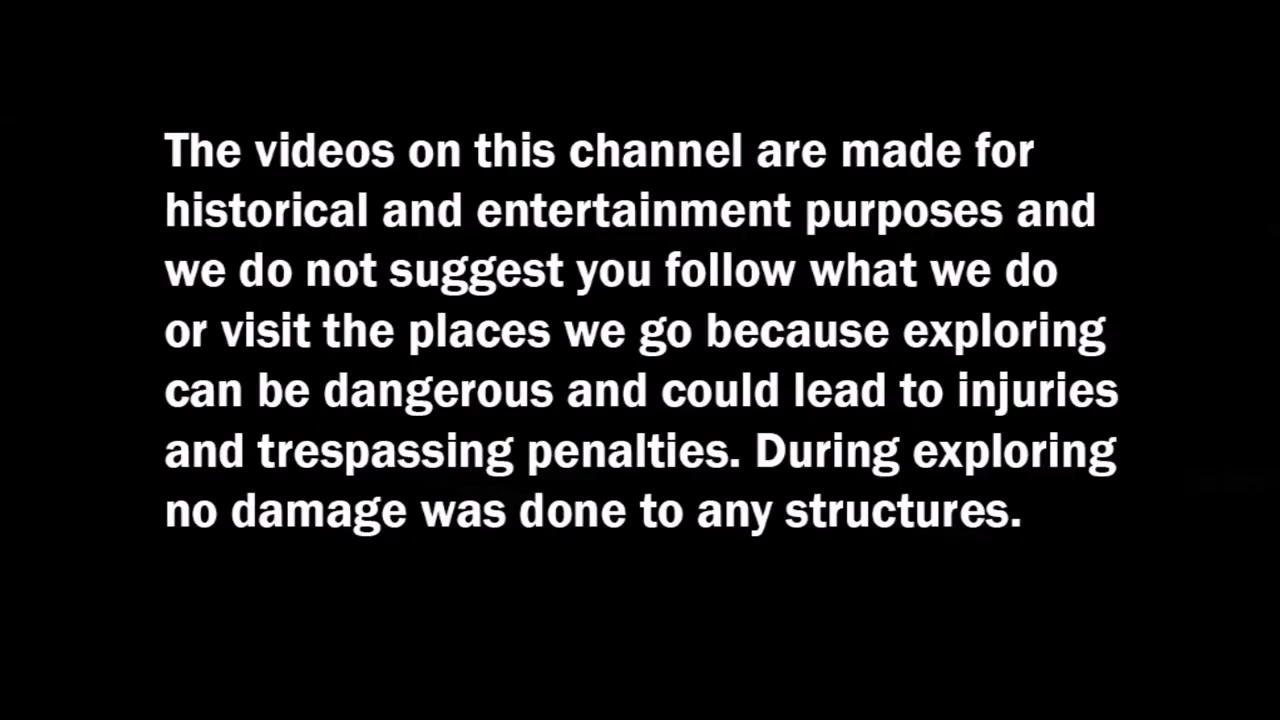 The videos on this channel are made for
historical and entertainment purposes and
we do not suggest you follow what we do
or visit the places we go because exploring
can be dangerous and could lead to injuries
and trespassing penalties. During exploring
no damage was done to any structures.